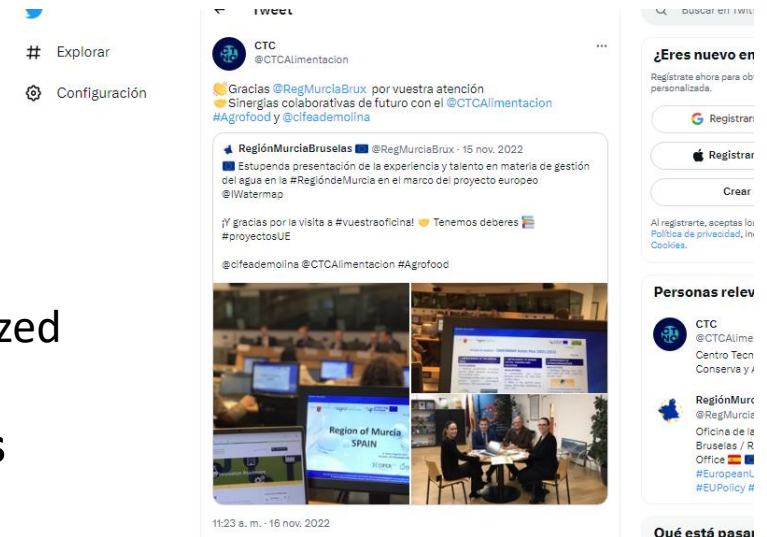 Tweet
Buscar en Twit
Explorar
Configuración
zed
s
CTC
@CTCAlimentacion
👏Gracias @RegMurciaBrux por vuestra atención
🤝Sinergias colaborativas de futuro con el @CTCAlimentacion
#Agrofood y @cifeademolina
RegiónMurciaBruselas 🇪🇺 @RegMurciaBrux · 15 nov. 2022
🇪🇺 Estupenda presentación de la experiencia y talento en materia de gestión
del agua en la #RegióndeMurcia en el marco del proyecto europeo
@IWatermap
¡Y gracias por la visita a #vuestraoficina! 🤝 Tenemos deberes 📚
#proyectosUE
@cifeademolina @CTCAlimentacion #Agrofood
Region of Murcia
SPAIN
11:23 a. m. · 16 nov. 2022
¿Eres nuevo en
Regístrate ahora para ob
personalizada.
Registrars
Registrar
Crear
Al registrarte, aceptas los
Política de privacidad, in
Cookies.
Personas relev
CTC
@CTCAlime
Centro Tecn
Conserva y A
RegiónMurc
@RegMurcia
Oficina de la
Bruselas / R
Office 🇪🇸
#EuropeanU
#EUPolicy #
Qué está pasan